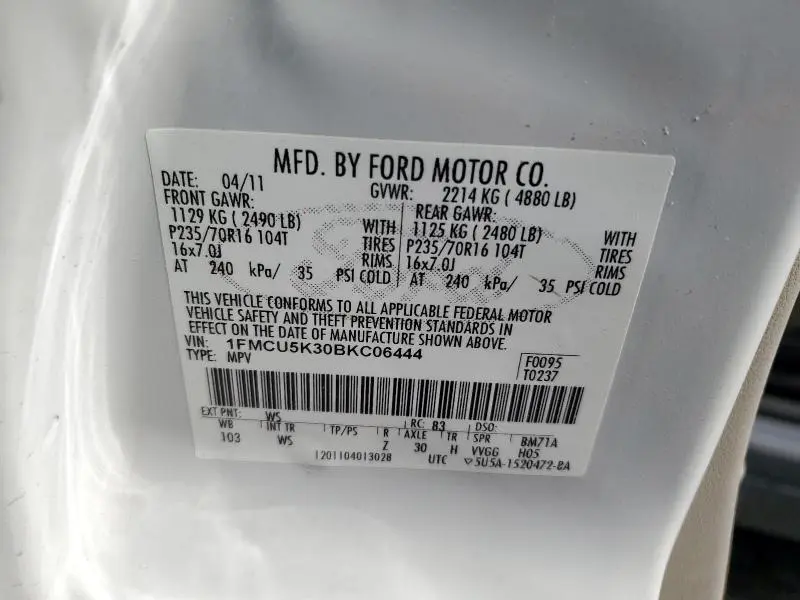 MFD. BY FORD MOTOR CO.
DATE: 04/11 GVWR: 2214 KG ( 4880 LB)
FRONT GAWR: REAR GAWR:
1129 KG ( 2490 LB) WITH 1125 KG ( 2480 LB) WITH
P235/70R16 104T TIRES P235/70R16 104T TIRES
16x7.0J RIMS 16x7.0J RIMS
AT 240 kPa/ 35 PSI COLD AT 240 kPa/ 35 PSI COLD
THIS VEHICLE CONFORMS TO ALL APPLICABLE FEDERAL MOTOR
VEHICLE SAFETY AND THEFT PREVENTION STANDARDS IN
EFFECT ON THE DATE OF MANUFACTURE SHOWN ABOVE.
VIN: 1FMCU5K30BKC06444 F0095
TYPE: MPV T0237
EXT PNT: WS RC: 83 DSO:
WB INT TR TP/PS R AXLE TR SPR BM71A
103 WS Z 30 H VVGG H05
1201104013028 UTC 5U5A-1520472-BA